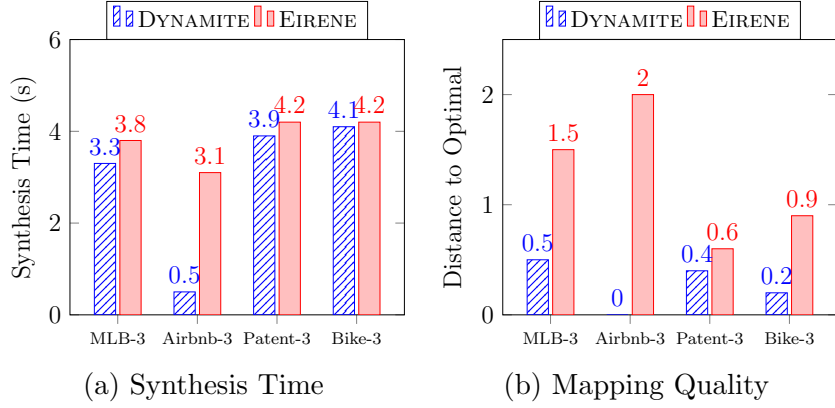 DYNAMITE EIRENE
Synthesis Time (s)
6
4
2
0
3.3 3.8 0.5 3.1 3.9 4.2 4.1 4.2
MLB-3 Airbnb-3 Patent-3 Bike-3
(a) Synthesis Time
DYNAMITE EIRENE
Distance to Optimal
2
1
0
0.5 1.5 0 2 0.4 0.6 0.2 0.9
MLB-3 Airbnb-3 Patent-3 Bike-3
(b) Mapping Quality